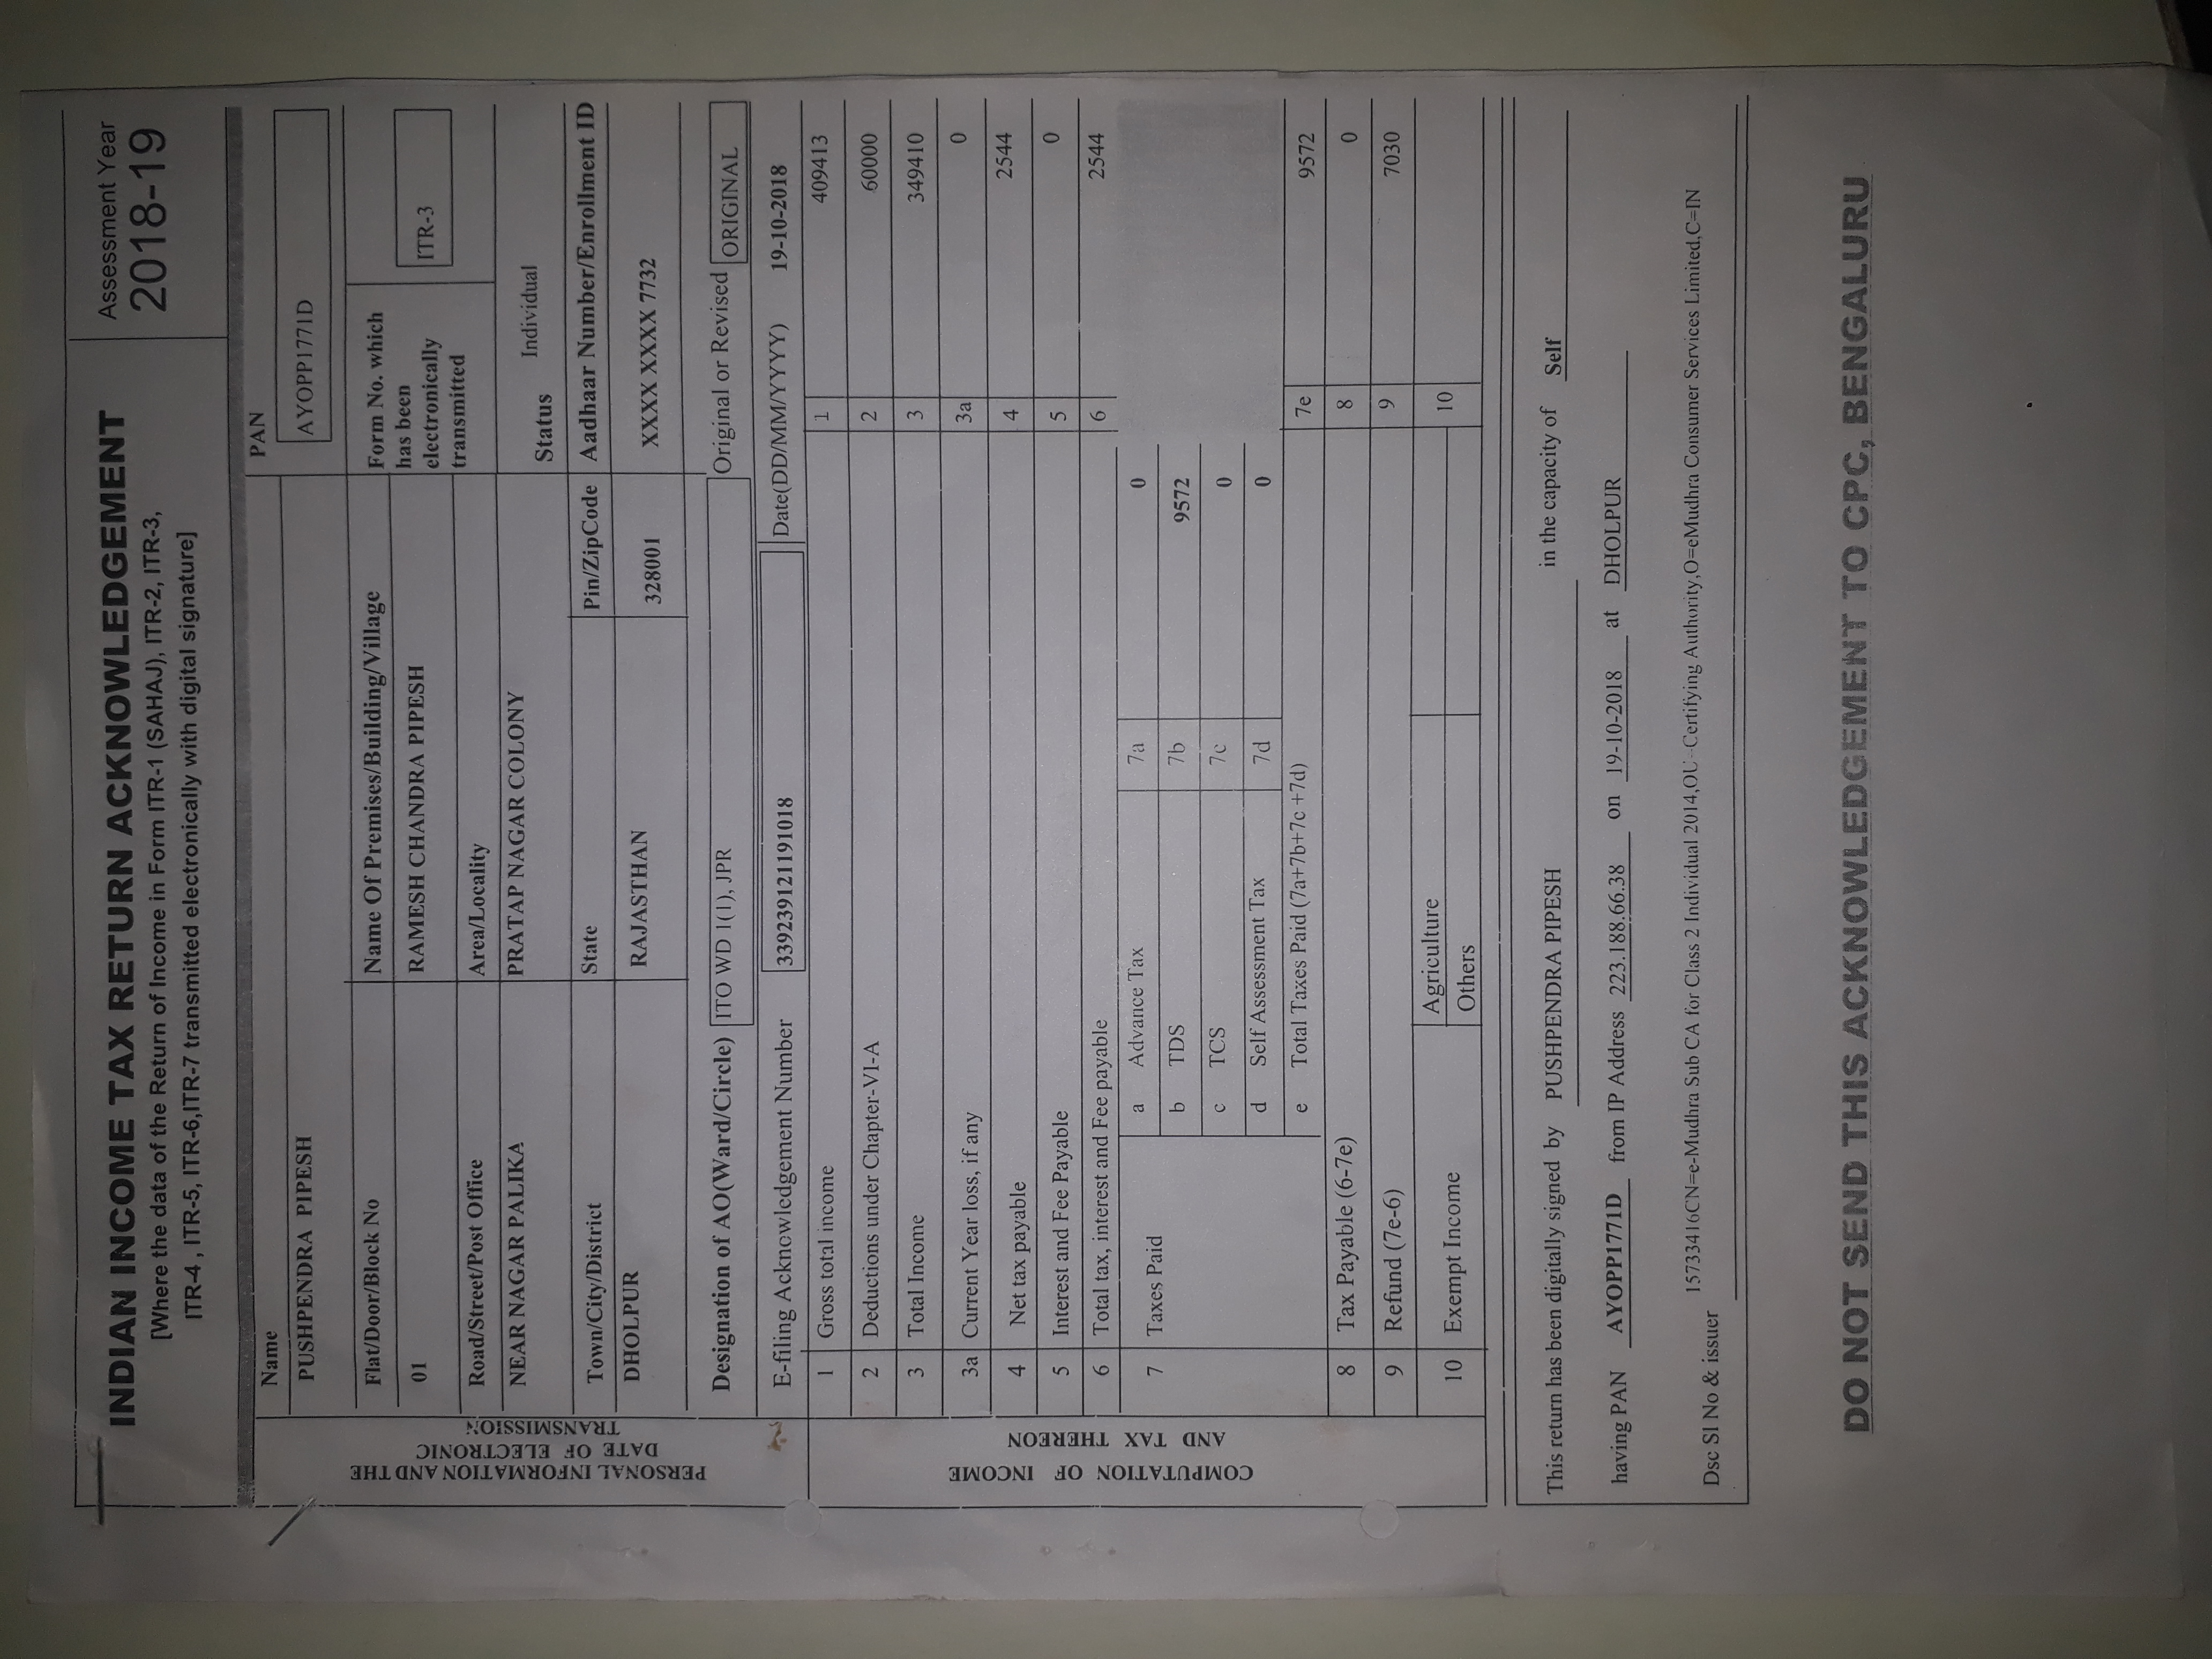 INDIAN INCOME TAX RETURN ACKNOWLEDGEMENT
[Where the data of the Return of Income in Form ITR-1 (SAHAJ), ITR-2, ITR-3,
ITR-4 , ITR-5, ITR-6,ITR-7 transmitted electronically with digital signature]
Assessment Year
2018-19
PERSONAL INFORMATION AND THE
DATE OF ELECTRONIC
TRANSMISSION
Name
PUSHPENDRA PIPESH
PAN
AYOPP1771D
Flat/Door/Block No
Name Of Premises/Building/Village
01
RAMESH CHANDRA PIPESH
Form No. which
has been
electronically
transmitted
ITR-3
Road/Street/Post Office
Area/Locality
NEAR NAGAR PALIKA
PRATAP NAGAR COLONY
Status Individual
Town/City/District
State
Pin/ZipCode
Aadhaar Number/Enrollment ID
DHOLPUR
RAJASTHAN
328001
XXXX XXXX 7732
Designation of AO(Ward/Circle) ITO WD 1(1), JPR
Original or Revised ORIGINAL
E-filing Acknowledgement Number 339239121191018
Date(DD/MM/YYYY) 19-10-2018
COMPUTATION OF INCOME
AND TAX THEREON
1 Gross total income 1 409413
2 Deductions under Chapter-VI-A 2 60000
3 Total Income 3 349410
3a Current Year loss, if any 3a 0
4 Net tax payable 4 2544
5 Interest and Fee Payable 5 0
6 Total tax, interest and Fee payable 6 2544
7 Taxes Paid
a Advance Tax 7a 0
b TDS 7b 9572
c TCS 7c 0
d Self Assessment Tax 7d 0
e Total Taxes Paid (7a+7b+7c +7d) 7e 9572
8 Tax Payable (6-7e) 8 0
9 Refund (7e-6) 9 7030
10 Exempt Income
Agriculture
Others
10
This return has been digitally signed by PUSHPENDRA PIPESH in the capacity of Self
having PAN AYOPP1771D from IP Address 223.188.66.38 on 19-10-2018 at DHOLPUR
Dsc Sl No & issuer 15733416CN=e-Mudhra Sub CA for Class 2 Individual 2014,OU=Certifying Authority,O=eMudhra Consumer Services Limited,C=IN
DO NOT SEND THIS ACKNOWLEDGEMENT TO CPC, BENGALURU